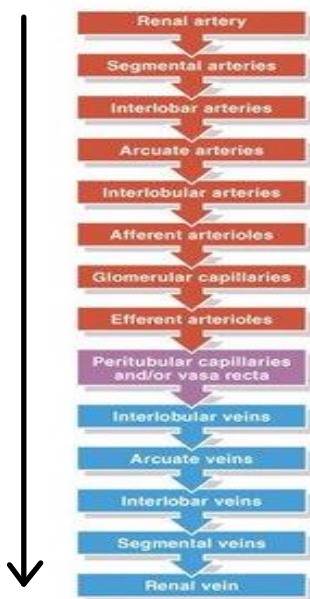 Renal artery
Segmental arteries
Interlobar arteries
Arcuate arteries
Interlobular arteries
Afferent arterioles
Glomerular capillaries
Efferent arterioles
Peritubular capillaries
and/or vasa recta
Interlobular veins
Arcuate veins
Interlobar veins
Segmental veins
Renal vein